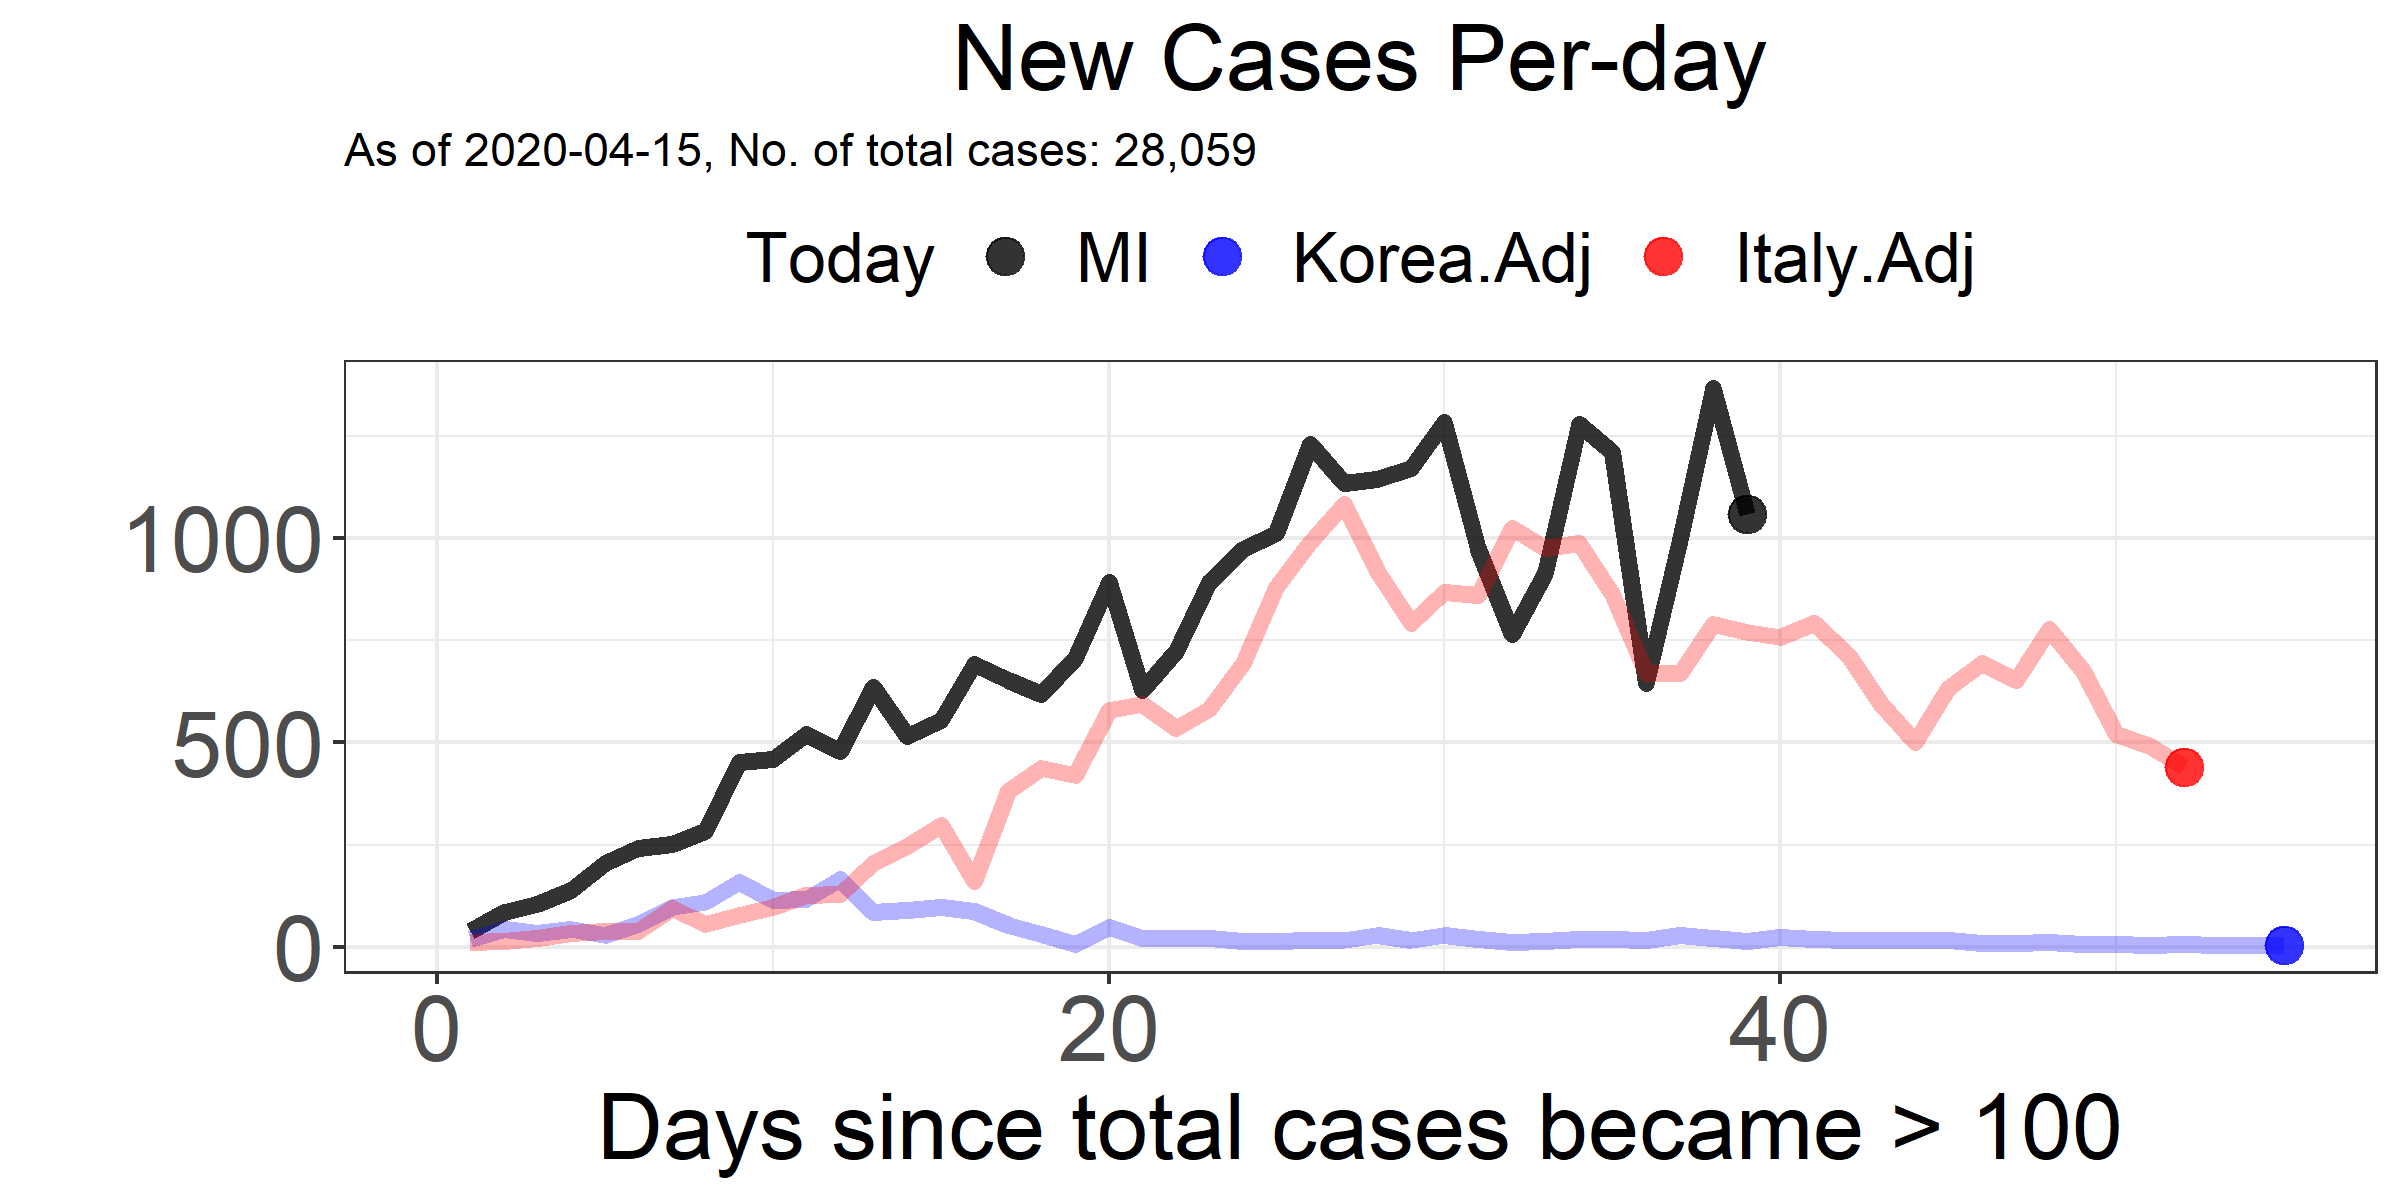 New Cases Per-day
As of 2020-04-15, No. of total cases: 28,059
Today MI Korea.Adj Italy.Adj
1000
500
0
0 20 40
Days since total cases became > 100